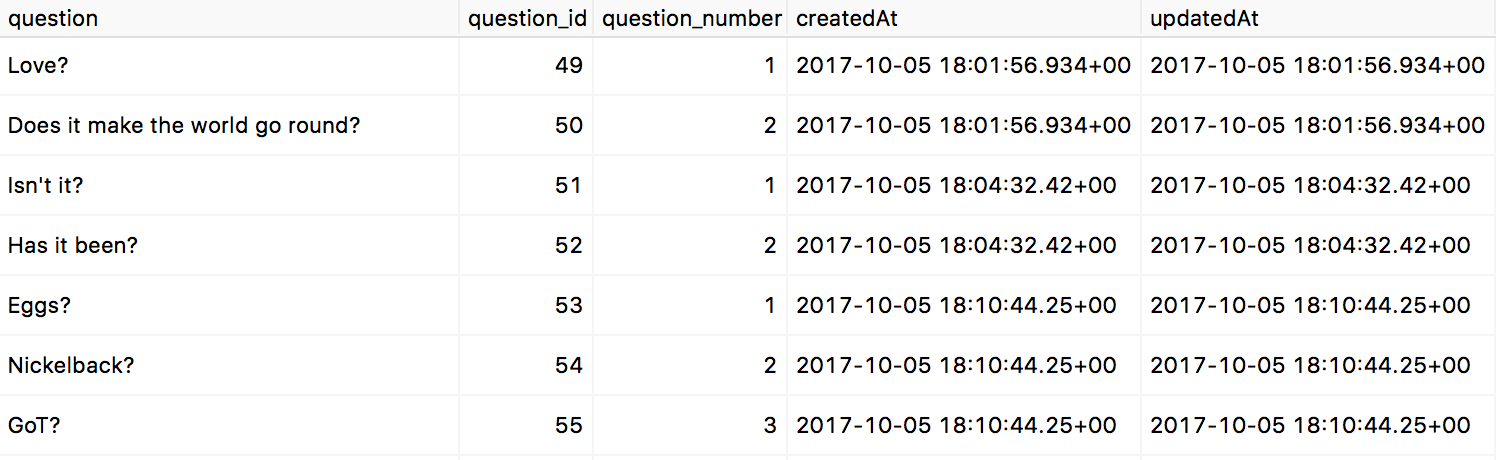 question question_id question_number createdAt updatedAt
Love? 49 1 2017-10-05 18:01:56.934+00 2017-10-05 18:01:56.934+00
Does it make the world go round? 50 2 2017-10-05 18:01:56.934+00 2017-10-05 18:01:56.934+00
Isn't it? 51 1 2017-10-05 18:04:32.42+00 2017-10-05 18:04:32.42+00
Has it been? 52 2 2017-10-05 18:04:32.42+00 2017-10-05 18:04:32.42+00
Eggs? 53 1 2017-10-05 18:10:44.25+00 2017-10-05 18:10:44.25+00
Nickelback? 54 2 2017-10-05 18:10:44.25+00 2017-10-05 18:10:44.25+00
GoT? 55 3 2017-10-05 18:10:44.25+00 2017-10-05 18:10:44.25+00